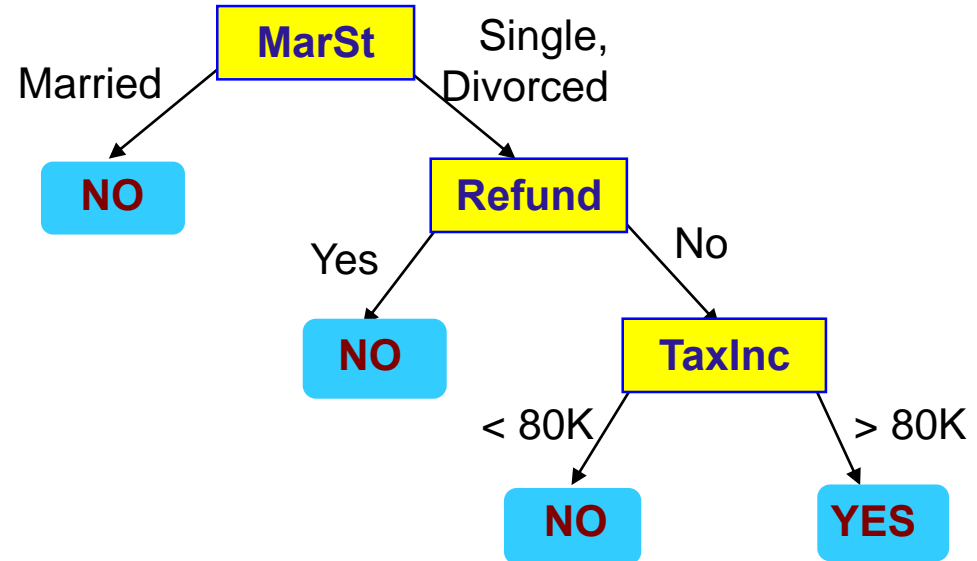 MarSt
Single,
Divorced
Married
NO
Refund
Yes
No
NO
TaxInc
< 80K
> 80K
NO
YES